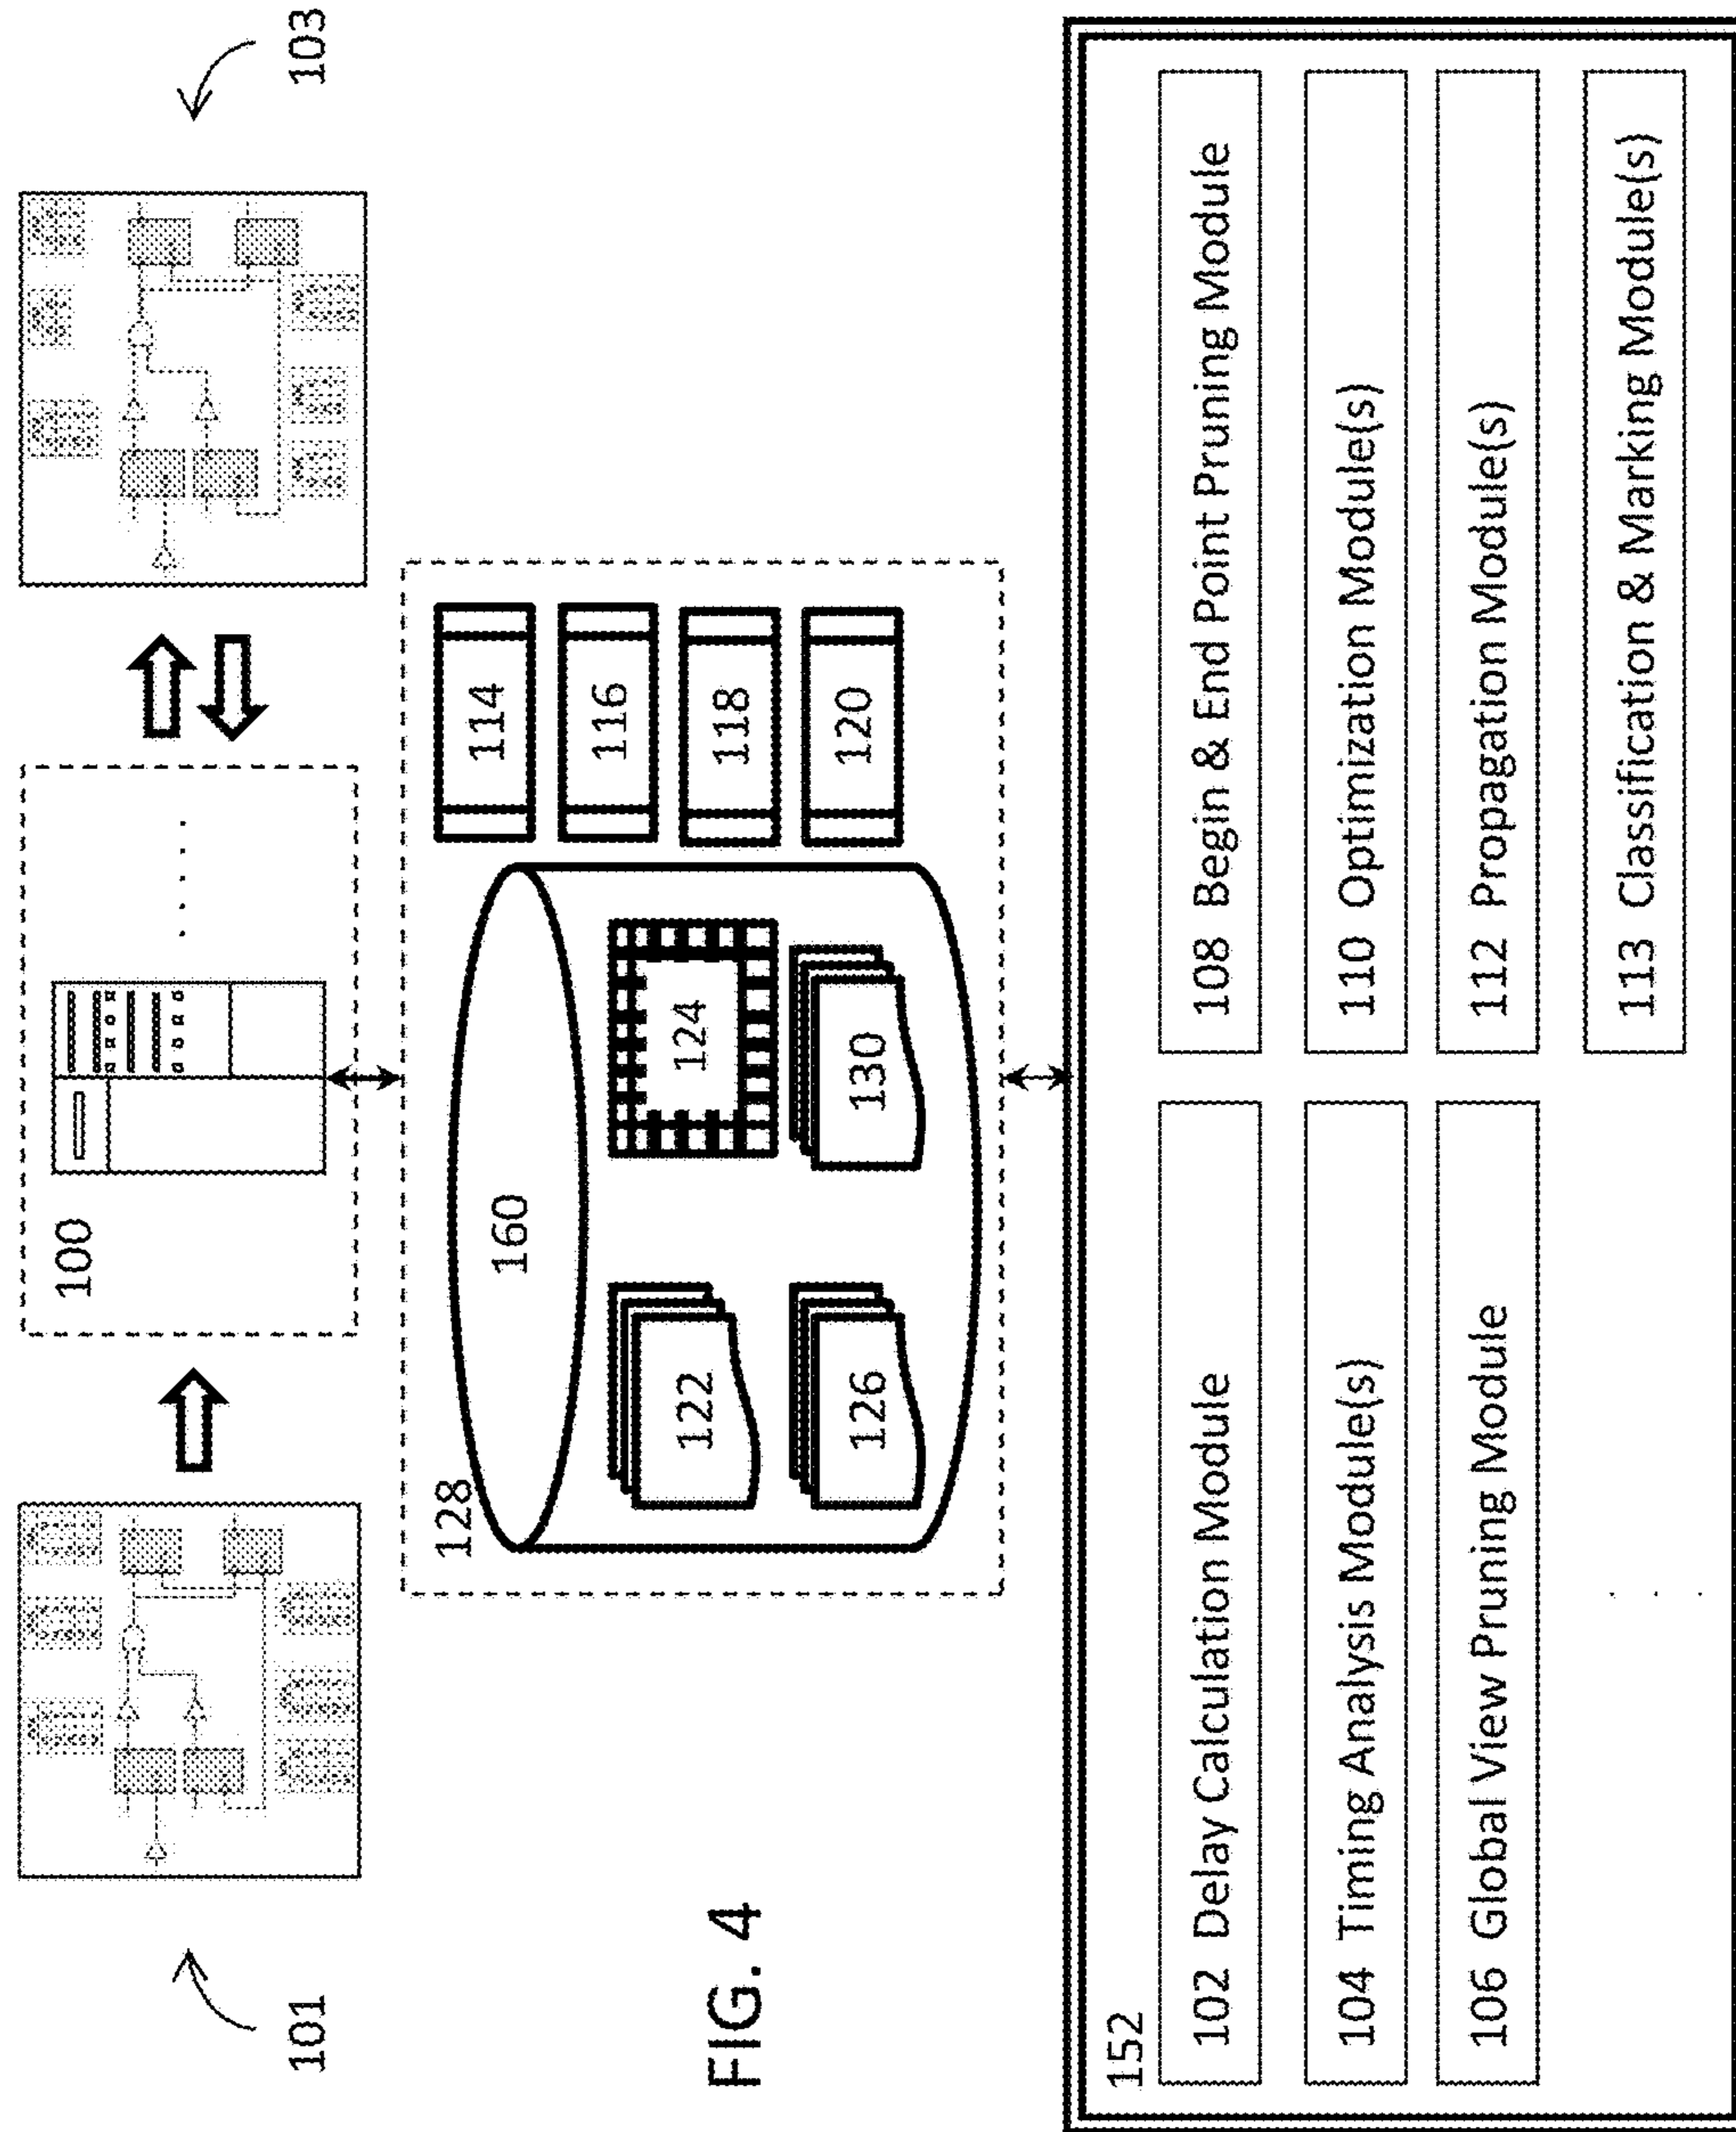 101
100
103
128
160
122
124
126
130
114
116
118
120
FIG. 4
152
102 Delay Calculation Module
104 Timing Analysis Module(s)
106 Global View Pruning Module
. . .
108 Begin & End Point Pruning Module
110 Optimization Module(s)
112 Propagation Module(s)
113 Classification & Marking Module(s)